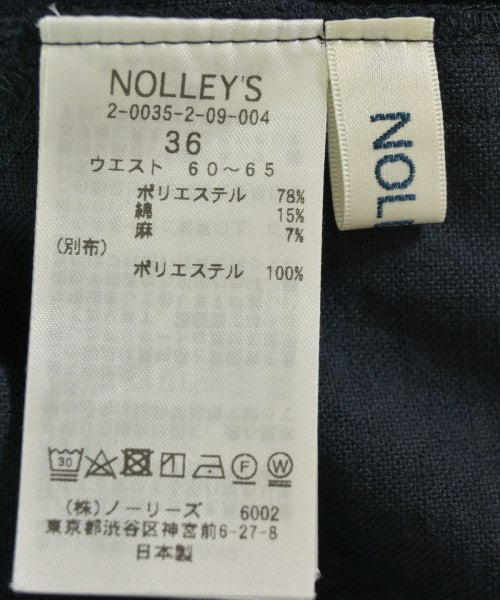 NOLLEY'S
2-0035-2-09-004
36
ウエスト 60～65
ポリエステル 78%
綿 15%
麻 7%
(別布)
ポリエステル 100%
30
F W
(株)ノーリーズ 6002
東京都渋谷区神宮前6-27-8
日本製
NOLL